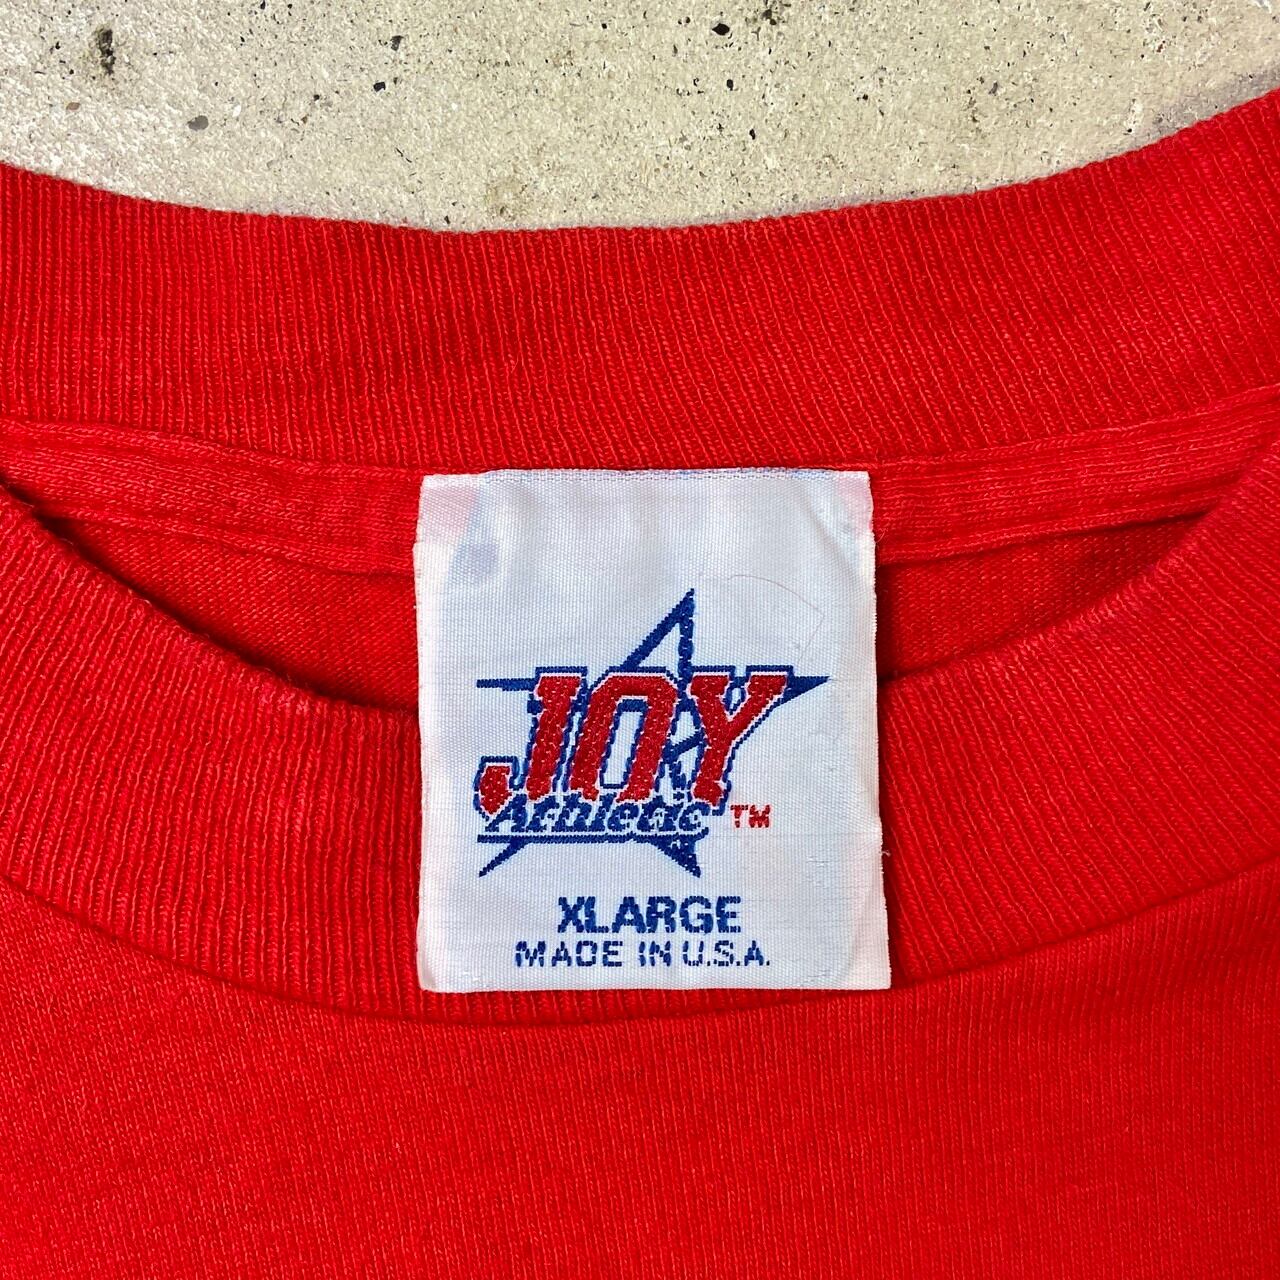 JOY
Athletic TM
XLARGE
MADE IN U.S.A.